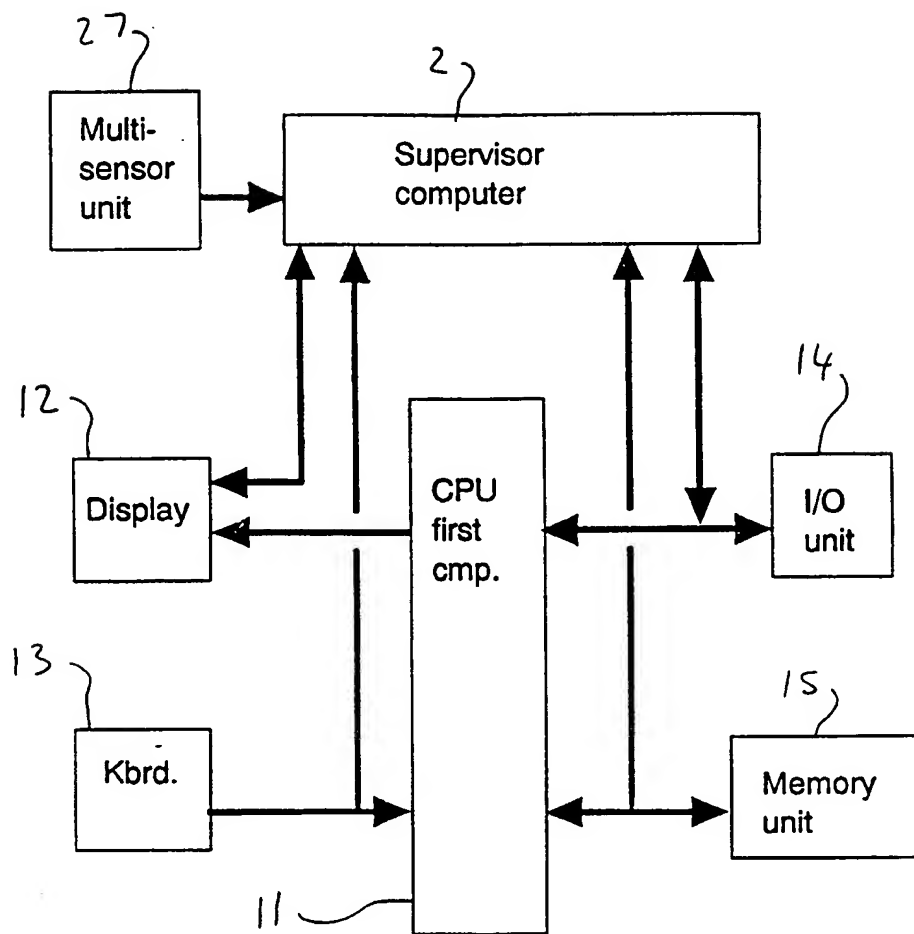 27
2
Multi-
sensor
unit
Supervisor
computer
12
14
Display
CPU
first
cmp.
I/O
unit
13
15
Kbrd.
Memory
unit
11